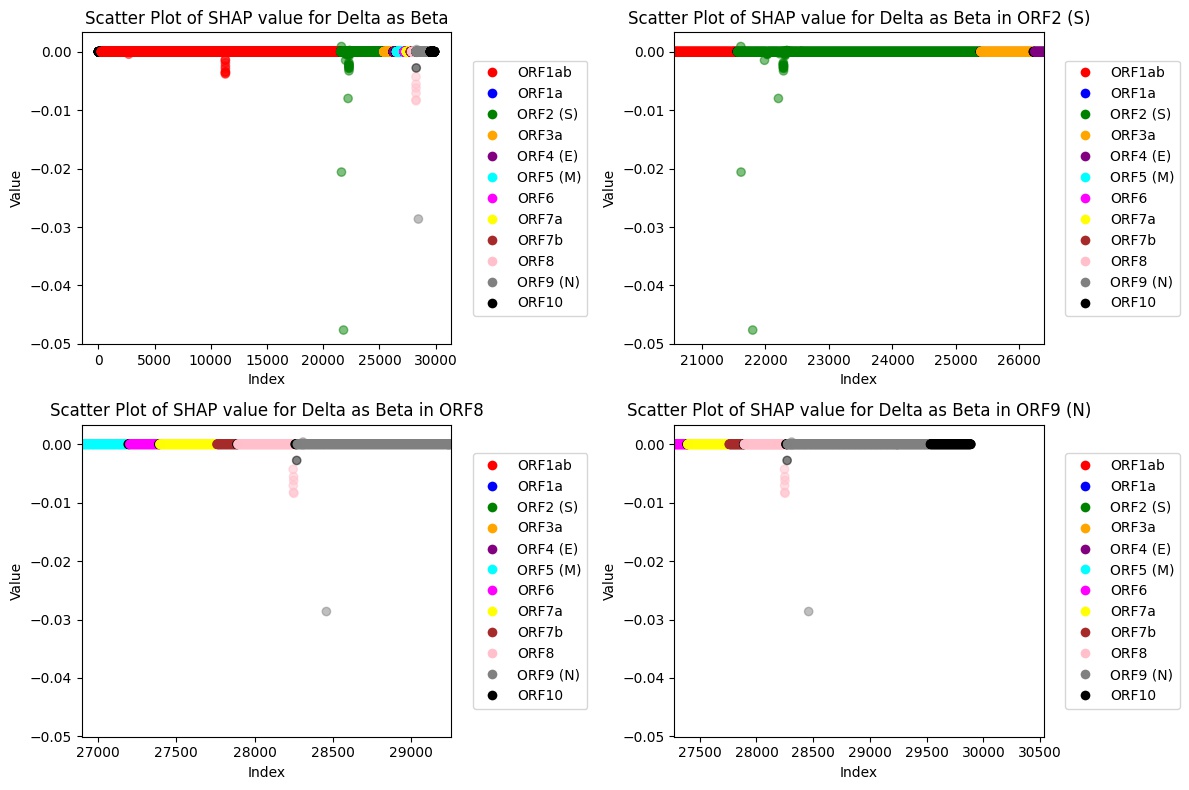 Scatter Plot of SHAP value for Delta as Beta
0.00
−0.01
−0.02
−0.03
−0.04
−0.05
Value
0
5000
10000
15000
20000
25000
30000
Index
ORF1ab
ORF1a
ORF2 (S)
ORF3a
ORF4 (E)
ORF5 (M)
ORF6
ORF7a
ORF7b
ORF8
ORF9 (N)
ORF10
Scatter Plot of SHAP value for Delta as Beta in ORF2 (S)
0.00
−0.01
−0.02
−0.03
−0.04
−0.05
Value
21000
22000
23000
24000
25000
26000
Index
ORF1ab
ORF1a
ORF2 (S)
ORF3a
ORF4 (E)
ORF5 (M)
ORF6
ORF7a
ORF7b
ORF8
ORF9 (N)
ORF10
Scatter Plot of SHAP value for Delta as Beta in ORF8
0.00
−0.01
−0.02
−0.03
−0.04
−0.05
Value
27000
27500
28000
28500
29000
Index
ORF1ab
ORF1a
ORF2 (S)
ORF3a
ORF4 (E)
ORF5 (M)
ORF6
ORF7a
ORF7b
ORF8
ORF9 (N)
ORF10
Scatter Plot of SHAP value for Delta as Beta in ORF9 (N)
0.00
−0.01
−0.02
−0.03
−0.04
−0.05
Value
27500
28000
28500
29000
29500
30000
30500
Index
ORF1ab
ORF1a
ORF2 (S)
ORF3a
ORF4 (E)
ORF5 (M)
ORF6
ORF7a
ORF7b
ORF8
ORF9 (N)
ORF10